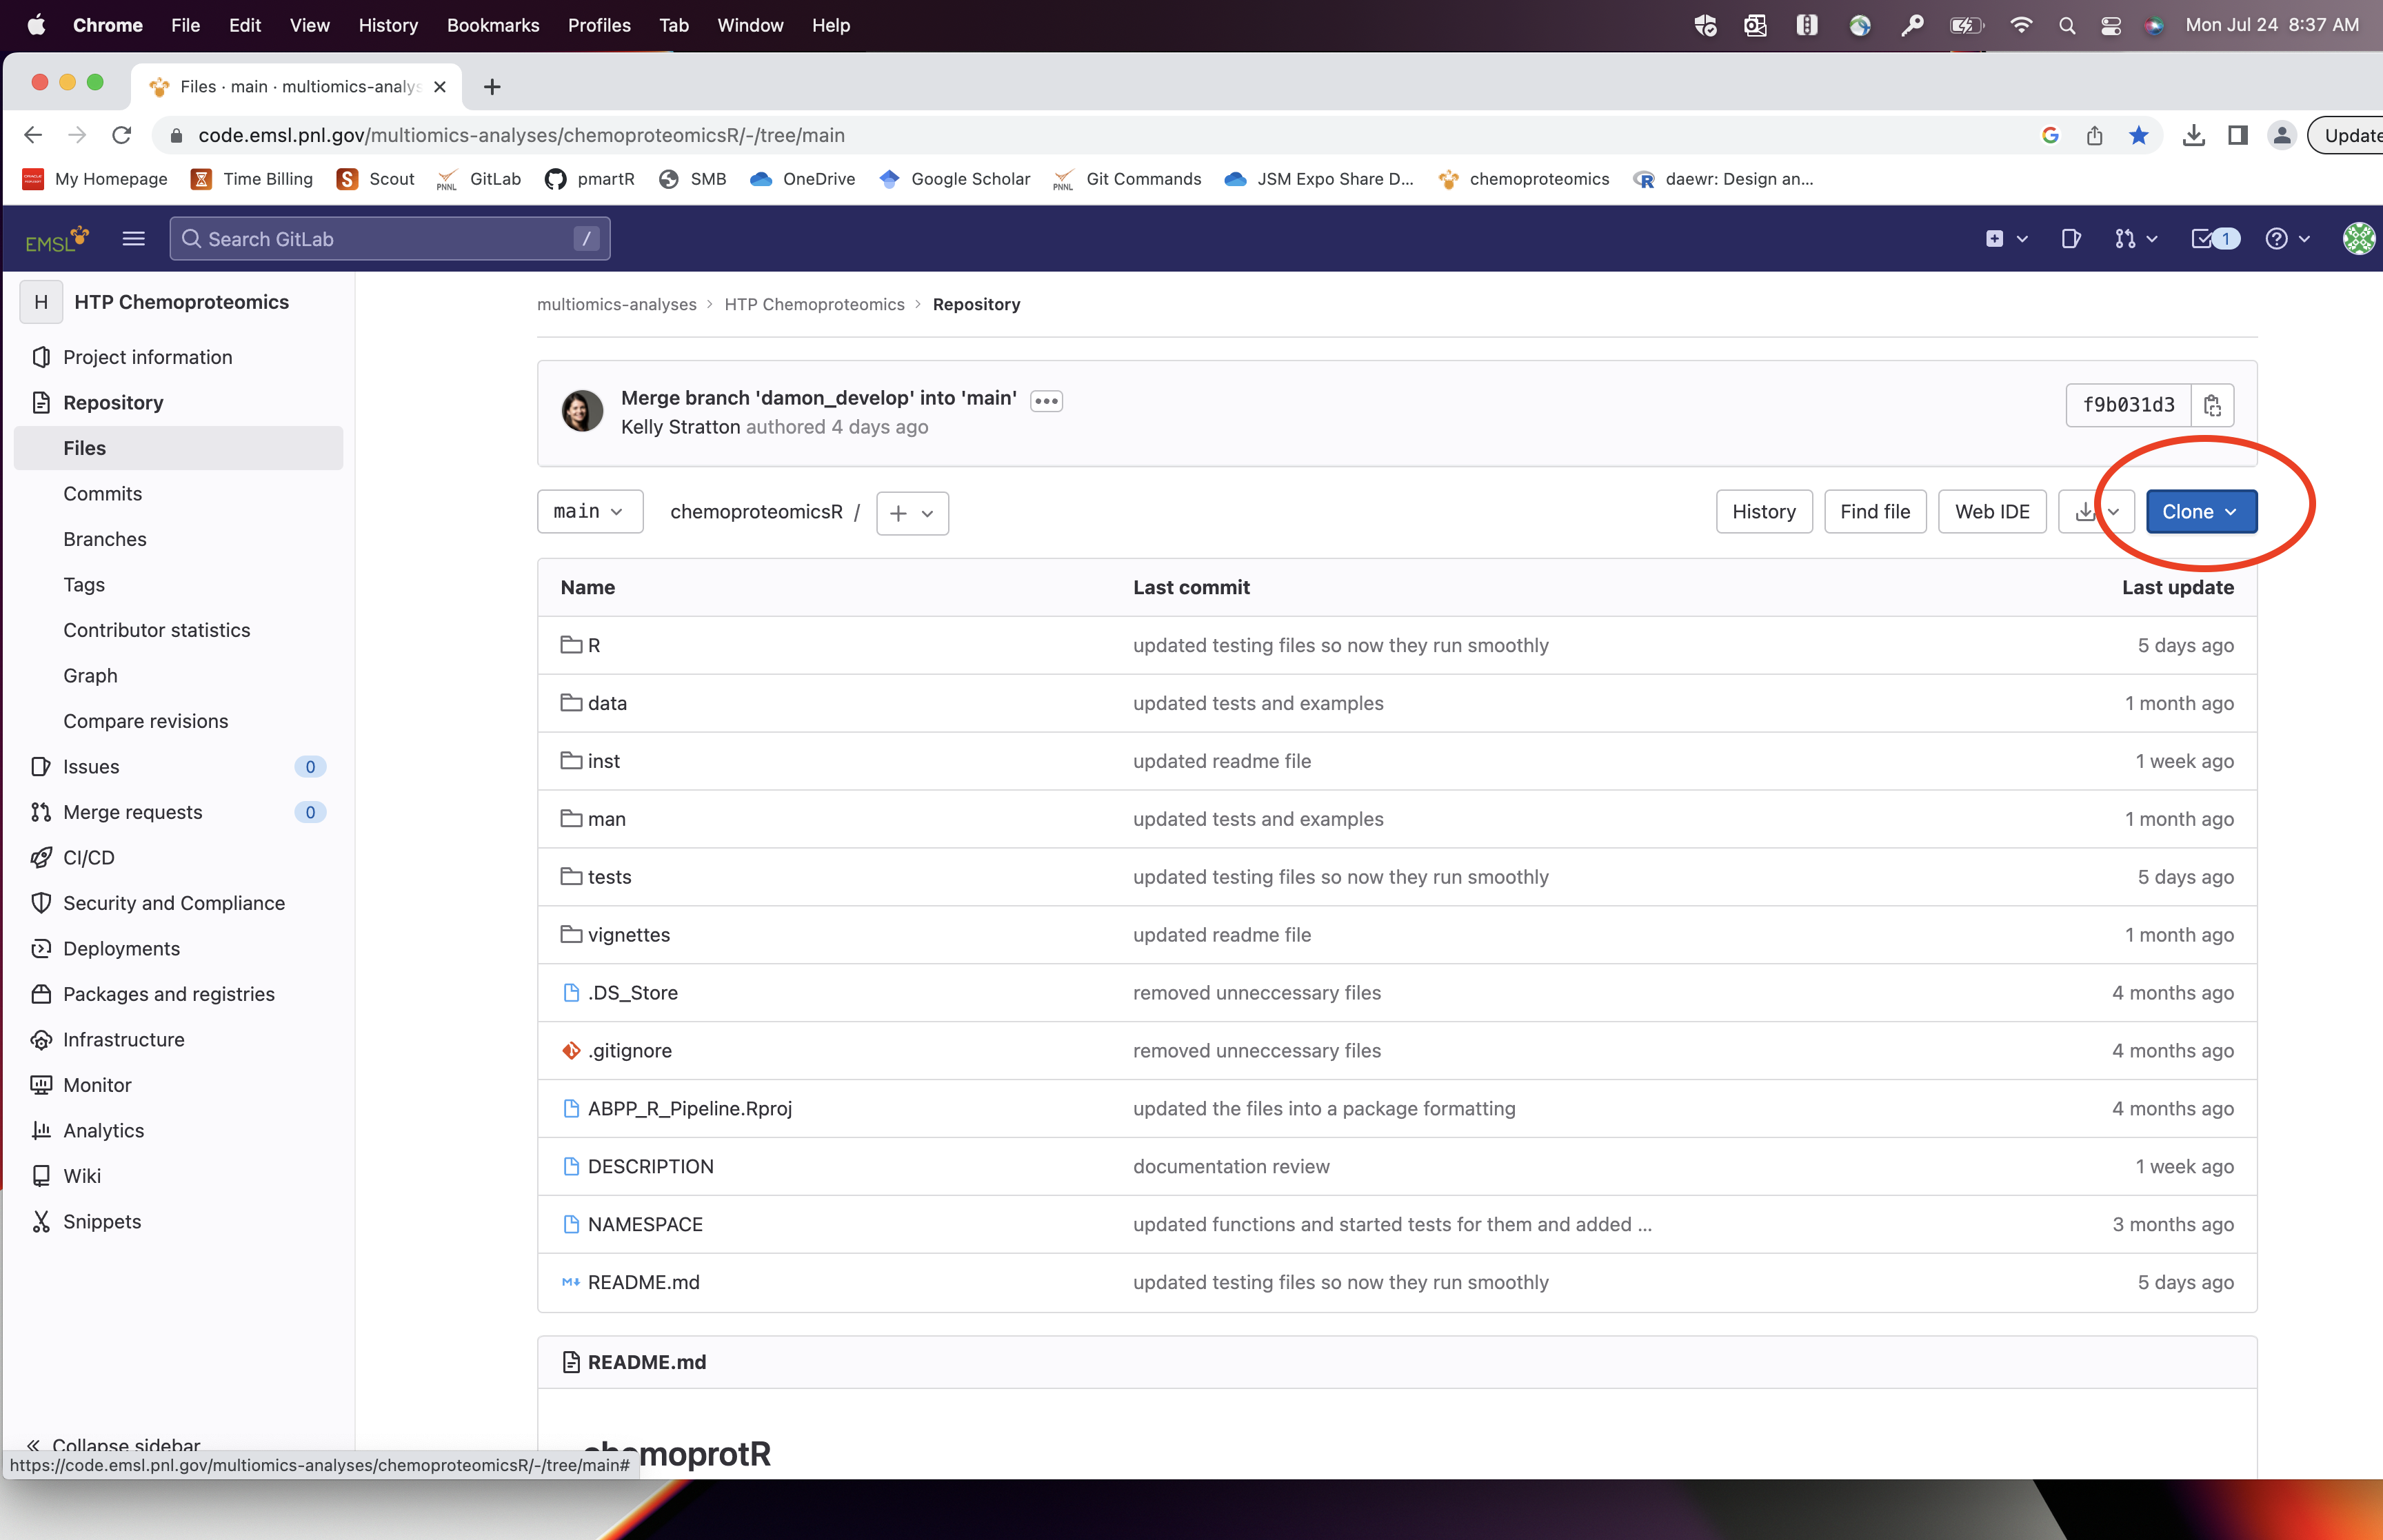 Chrome File Edit View History Bookmarks Profiles Tab Window Help Mon Jul 24 8:37 AM
Files · main · multiomics-analys
code.emsl.pnl.gov/multiomics-analyses/chemoproteomicsR/-/tree/main Update
My Homepage Time Billing Scout GitLab pmartR SMB OneDrive Google Scholar Git Commands JSM Expo Share D... chemoproteomics daewr: Design an...
EMSL Search GitLab / 1
H HTP Chemoproteomics
Project information
Repository
Files
Commits
Branches
Tags
Contributor statistics
Graph
Compare revisions
Issues 0
Merge requests 0
CI/CD
Security and Compliance
Deployments
Packages and registries
Infrastructure
Monitor
Analytics
Wiki
Snippets
Collapse sidebar
https://code.emsl.pnl.gov/multiomics-analyses/chemoproteomicsR/-/tree/main#
multiomics-analyses > HTP Chemoproteomics > Repository
Merge branch 'damon_develop' into 'main' f9b031d3
Kelly Stratton authored 4 days ago
main chemoproteomicsR / + History Find file Web IDE Clone
Name Last commit Last update
R updated testing files so now they run smoothly 5 days ago
data updated tests and examples 1 month ago
inst updated readme file 1 week ago
man updated tests and examples 1 month ago
tests updated testing files so now they run smoothly 5 days ago
vignettes updated readme file 1 month ago
.DS_Store removed unneccessary files 4 months ago
.gitignore removed unneccessary files 4 months ago
ABPP_R_Pipeline.Rproj updated the files into a package formatting 4 months ago
DESCRIPTION documentation review 1 week ago
NAMESPACE updated functions and started tests for them and added ... 3 months ago
README.md updated testing files so now they run smoothly 5 days ago
README.md
chemoprotR